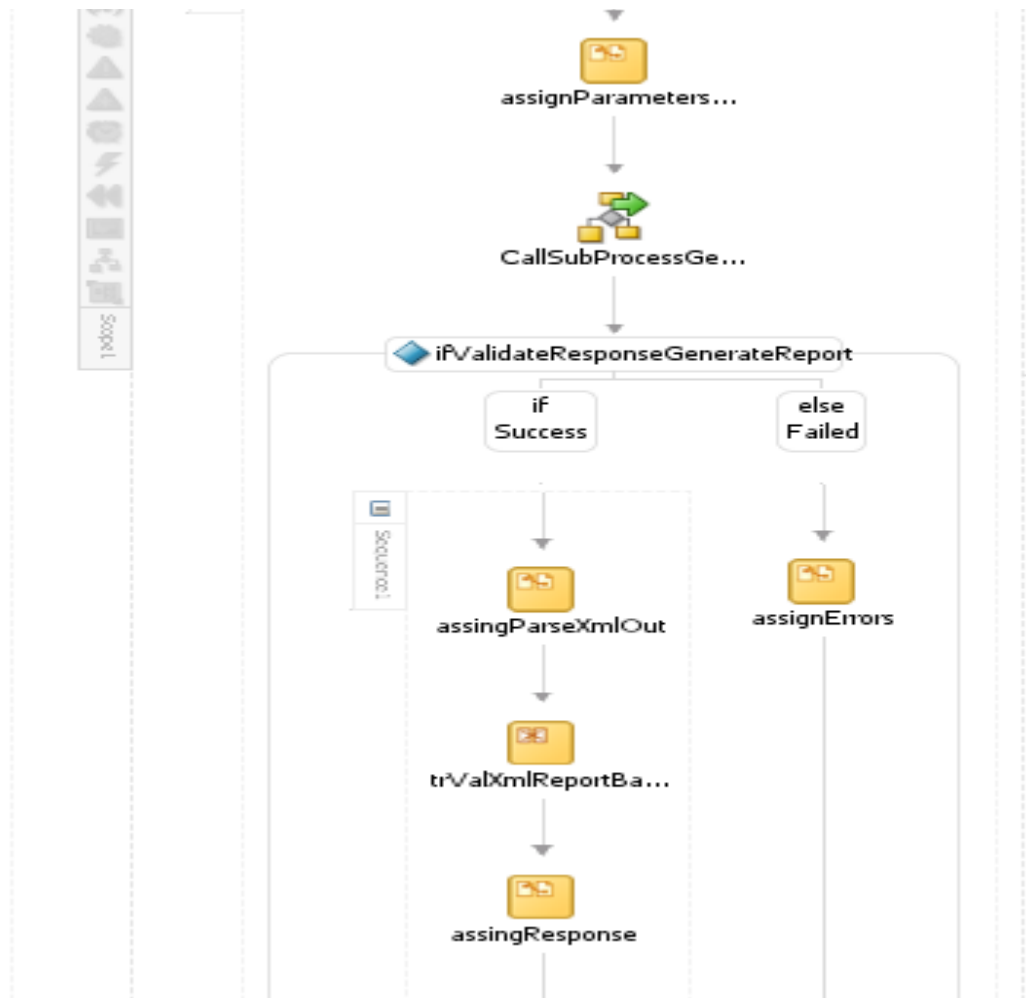 assignParameters...
CallSubProcessGe...
Scope1
ifValidateResponseGenerateReport
if
Success
else
Failed
Sequence1
assingParseXmlOut
assignErrors
trValXmlReportBa...
assingResponse